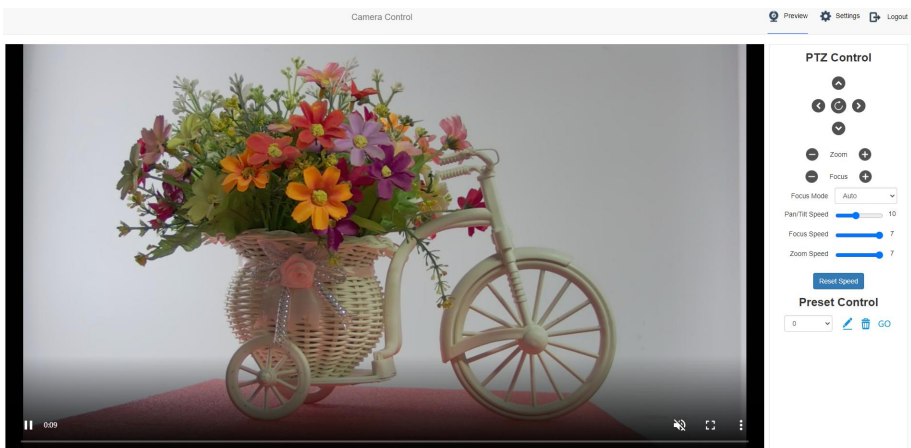 Camera Control
Preview Settings Logout
PTZ Control
Zoom
Focus
Focus Mode Auto
Pan/Tilt Speed 10
Focus Speed 7
Zoom Speed 7
Reset Speed
Preset Control
0 GO
0:09